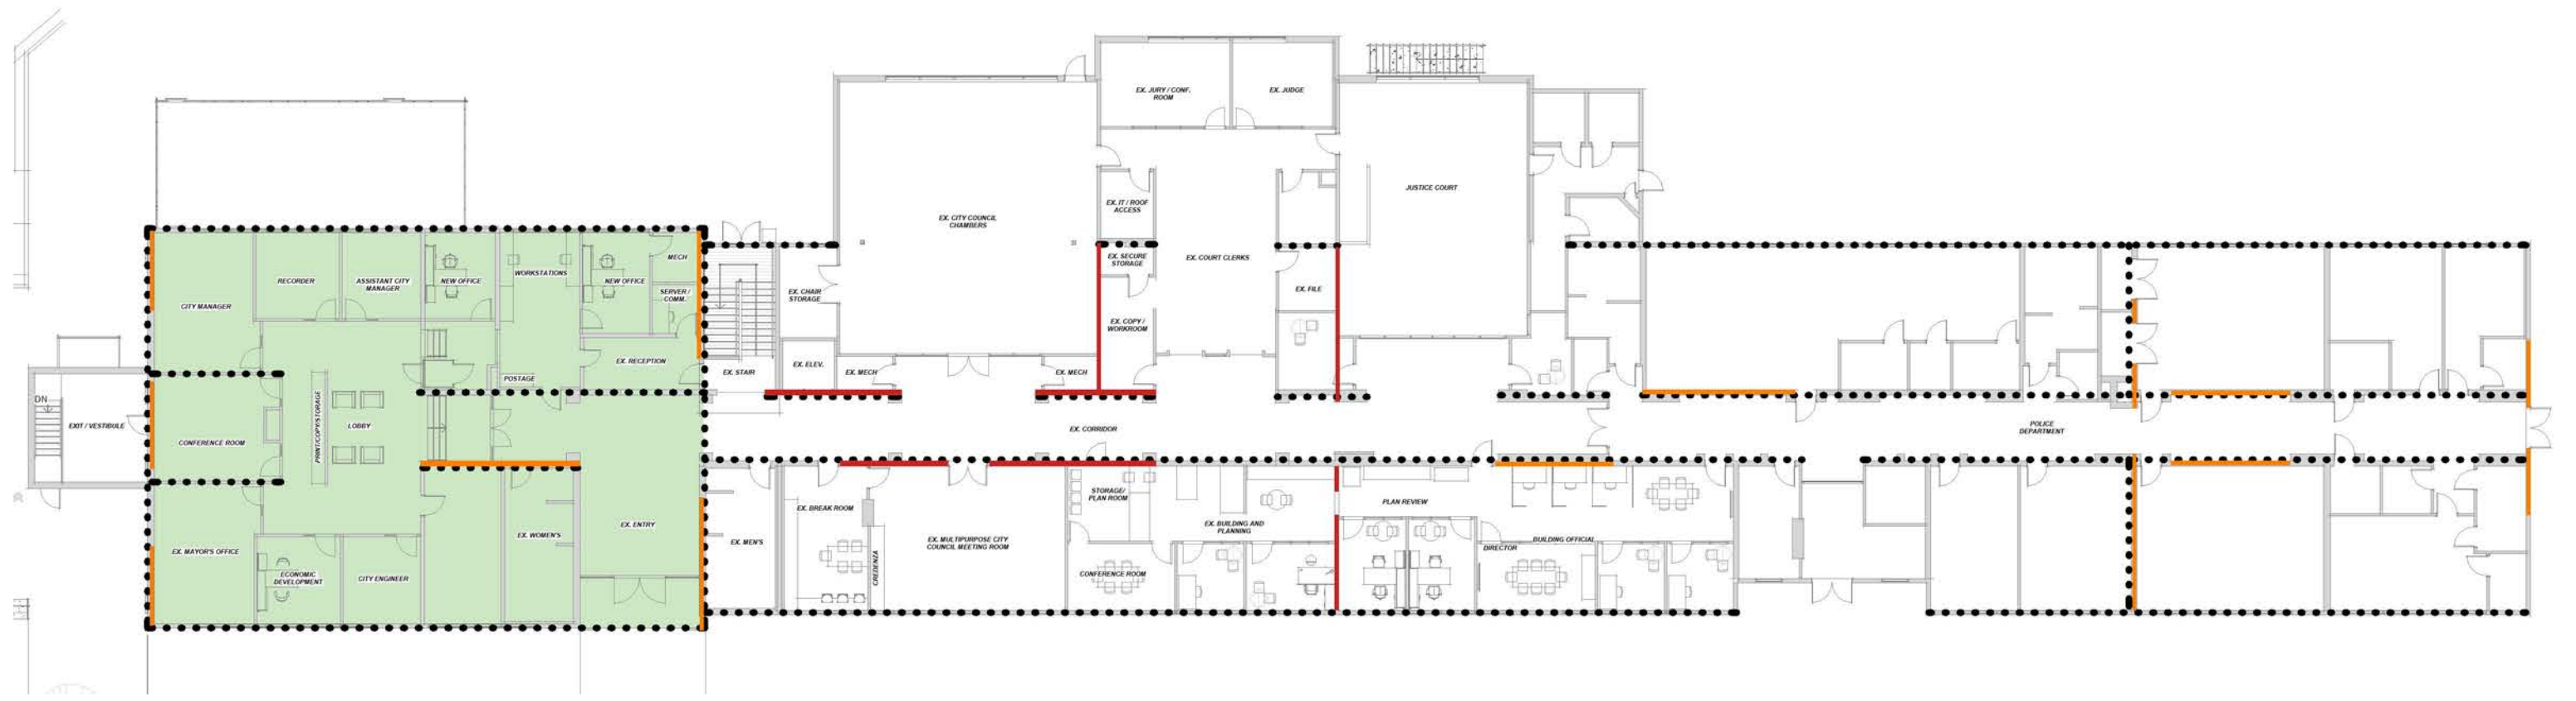 EX. JURY / CONF.
ROOM
EX. JUDGE
JUSTICE COURT
EX. IT / ROOF
ACCESS
EX. CITY COUNCIL
CHAMBERS
EX. SECURE
STORAGE
EX. COURT CLERKS
MECH
WORKSTATIONS
RECORDER
ASSISTANT CITY
MANAGER
NEW OFFICE
NEW OFFICE
SERVER /
COMM.
EX. CHAIR
STORAGE
EX. FILE
CITY MANAGER
EX. COPY /
WORKROOM
EX. RECEPTION
EX. ELEV.
EX. STAIR
EX. MECH
EX. MECH
POSTAGE
DN
EXIT / VESTIBULE
CONFERENCE ROOM
PRINT/COPY/STORAGE
LOBBY
EX. CORRIDOR
POLICE
DEPARTMENT
STORAGE/
PLAN ROOM
PLAN REVIEW
EX. BREAK ROOM
EX. ENTRY
EX. BUILDING AND
PLANNING
EX. WOMEN'S
EX. MEN'S
EX. MULTIPURPOSE CITY
COUNCIL MEETING ROOM
BUILDING OFFICIAL
DIRECTOR
EX. MAYOR'S OFFICE
CREDENZA
CONFERENCE ROOM
ECONOMIC
DEVELOPMENT
CITY ENGINEER